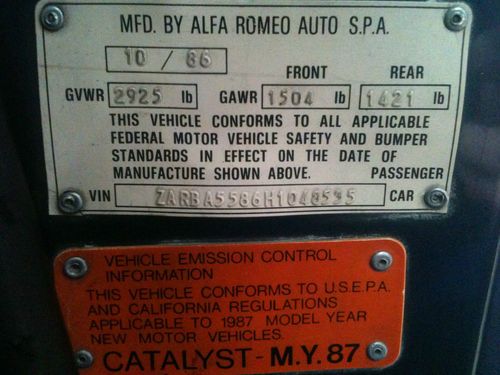 MFD. BY ALFA ROMEO AUTO S.P.A.
10 / 86
FRONT REAR
GVWR 2925 lb GAWR 1504 lb 1421 lb
THIS VEHICLE CONFORMS TO ALL APPLICABLE
FEDERAL MOTOR VEHICLE SAFETY AND BUMPER
STANDARDS IN EFFECT ON THE DATE OF
MANUFACTURE SHOWN ABOVE. PASSENGER
VIN ZARBA5586H1048535 CAR
VEHICLE EMISSION CONTROL
INFORMATION
THIS VEHICLE CONFORMS TO U.S.E.P.A.
AND CALIFORNIA REGULATIONS
APPLICABLE TO 1987 MODEL YEAR
NEW MOTOR VEHICLES.
CATALYST - M.Y. 87